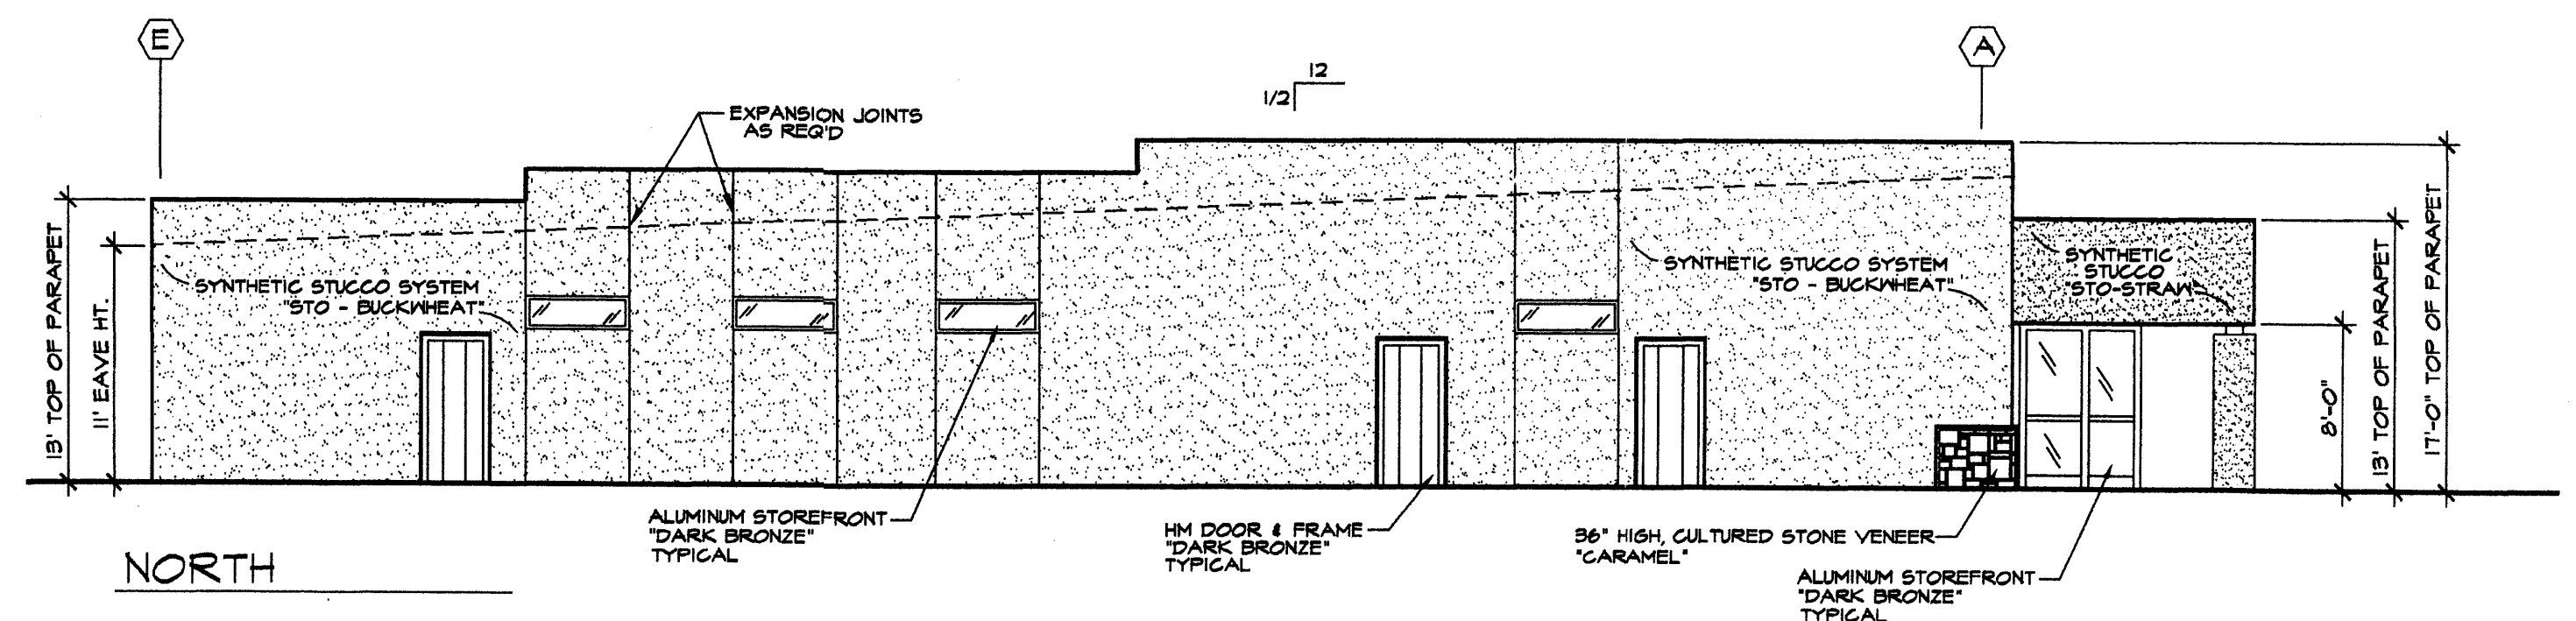 E
A
12
1/2
EXPANSION JOINTS
AS REQ'D
13' TOP OF PARAPET
11' EAVE HT.
SYNTHETIC STUCCO SYSTEM
"STO - BUCKWHEAT"
SYNTHETIC STUCCO SYSTEM
"STO - BUCKWHEAT"
SYNTHETIC
STUCCO
"STO-STRAW"
8'-0"
13' TOP OF PARAPET
17'-0" TOP OF PARAPET
ALUMINUM STOREFRONT
"DARK BRONZE"
TYPICAL
HM DOOR & FRAME
"DARK BRONZE"
TYPICAL
36" HIGH, CULTURED STONE VENEER
"CARAMEL"
ALUMINUM STOREFRONT
"DARK BRONZE"
TYPICAL
NORTH